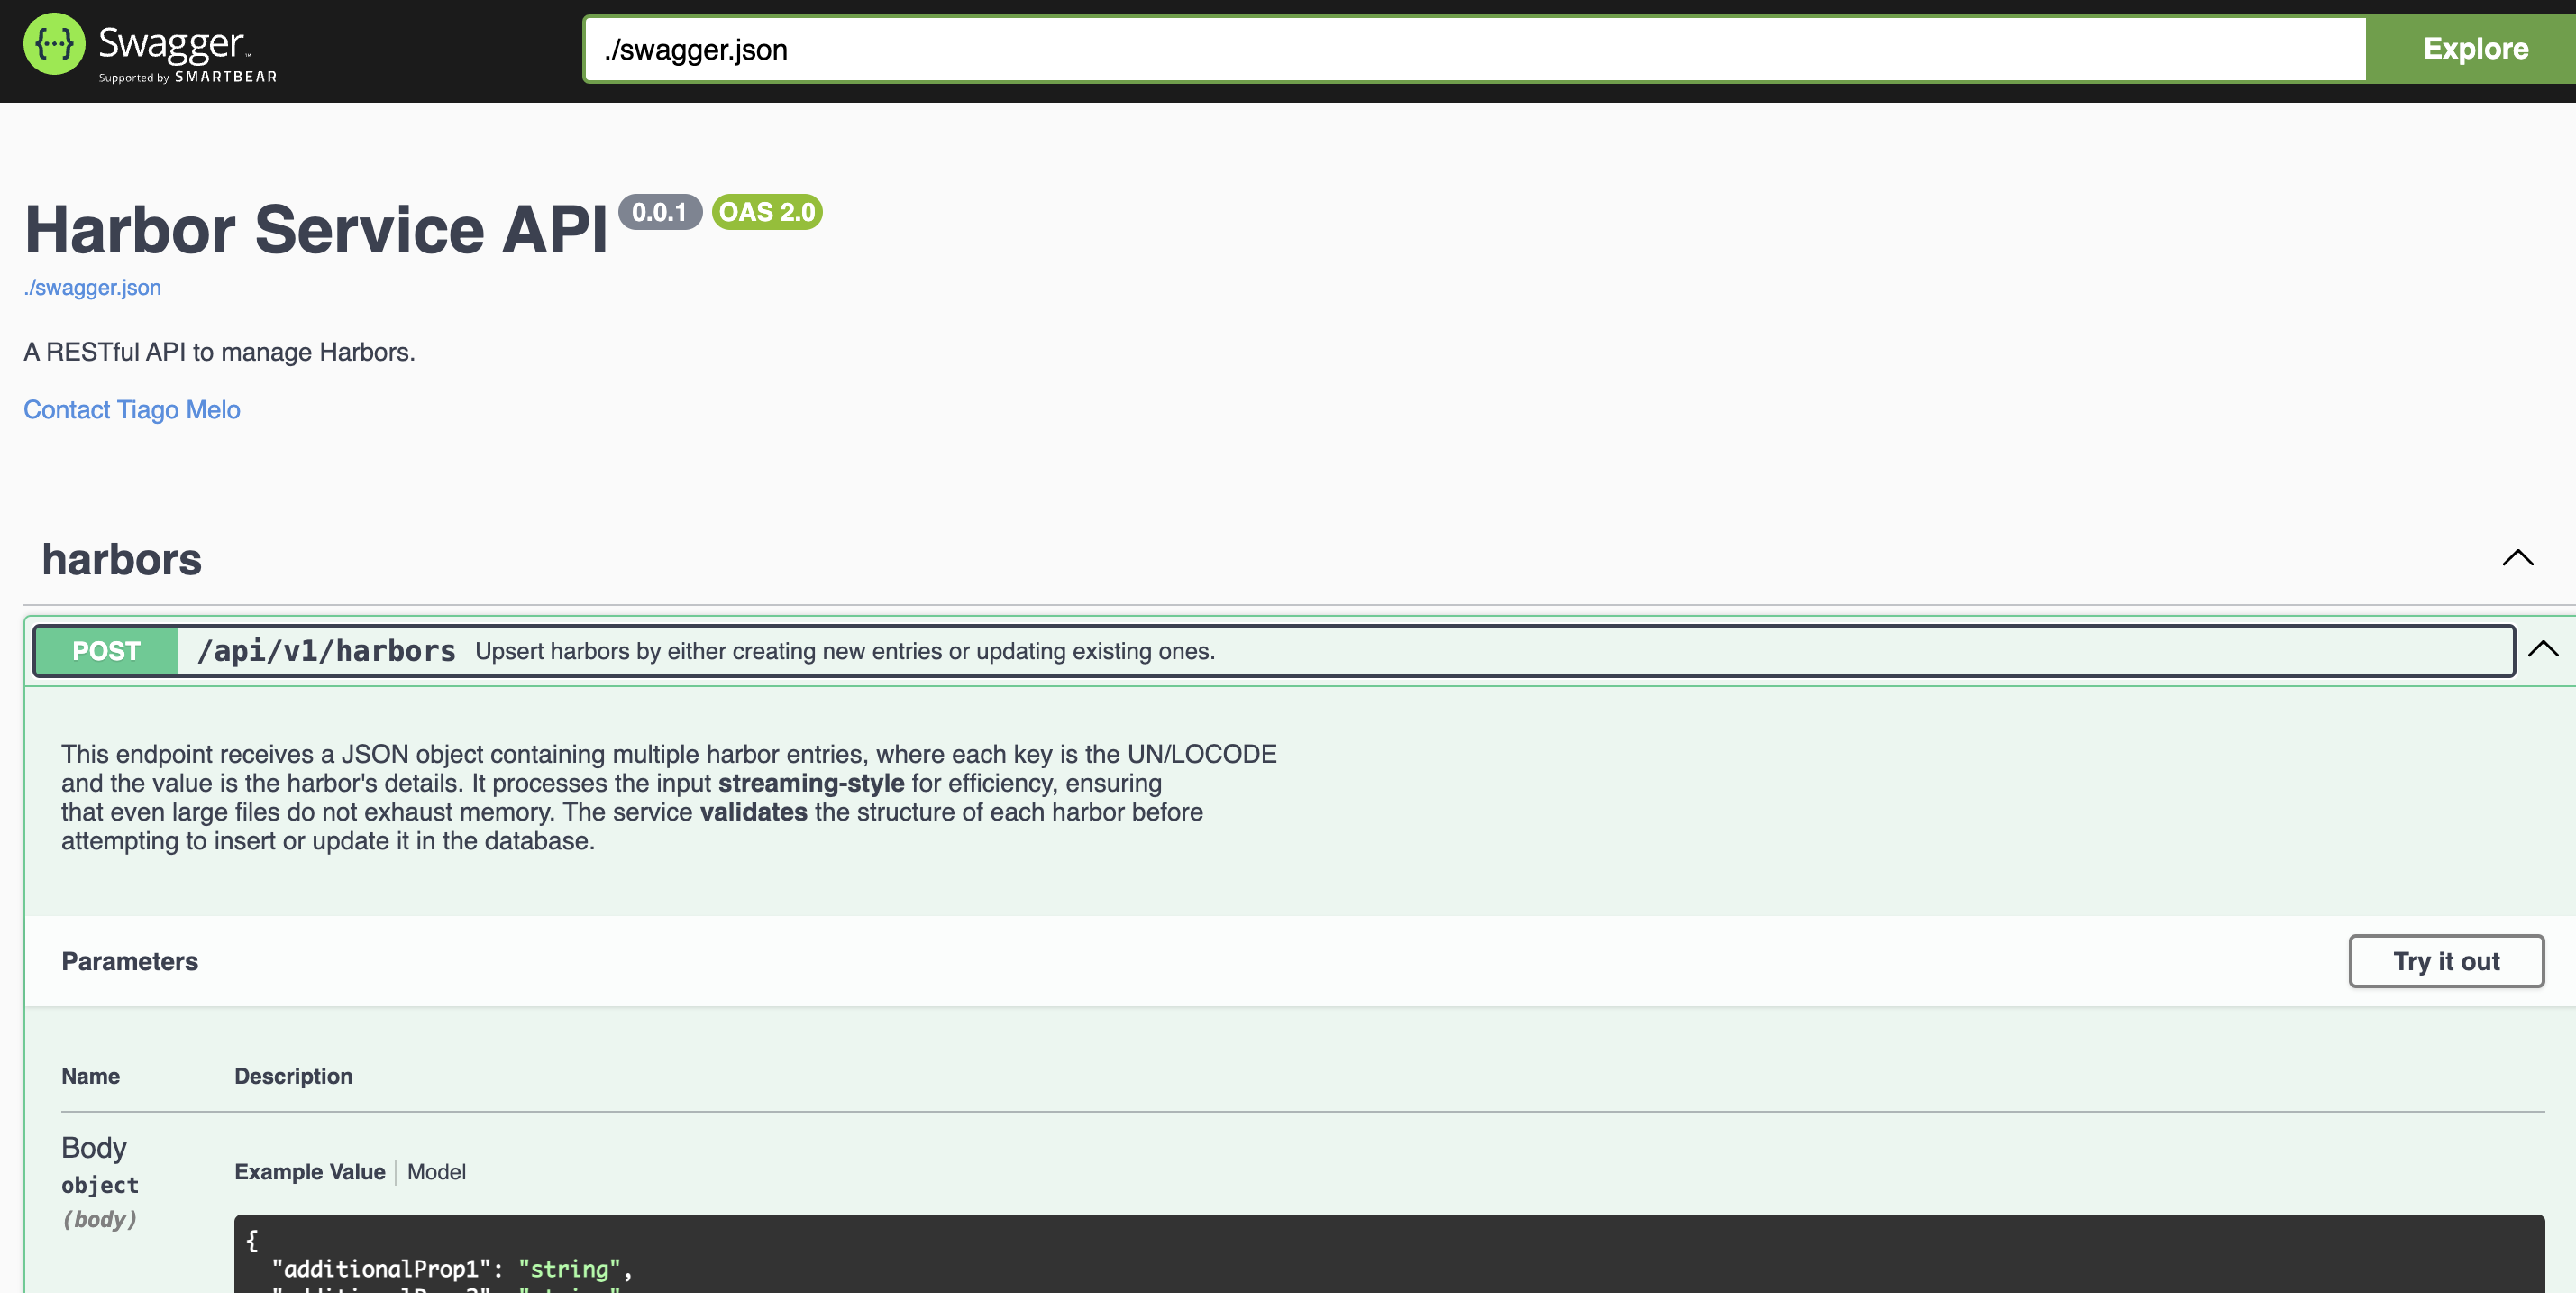 {···} Swagger™
Supported by SMARTBEAR
./swagger.json
Explore
Harbor Service API 0.0.1 OAS 2.0
./swagger.json
A RESTful API to manage Harbors.
Contact Tiago Melo
harbors
POST /api/v1/harbors Upsert harbors by either creating new entries or updating existing ones.
This endpoint receives a JSON object containing multiple harbor entries, where each key is the UN/LOCODE
and the value is the harbor's details. It processes the input streaming-style for efficiency, ensuring
that even large files do not exhaust memory. The service validates the structure of each harbor before
attempting to insert or update it in the database.
Parameters
Try it out
Name Description
Body
object
(body)
Example Value Model
{
"additionalProp1": "string",